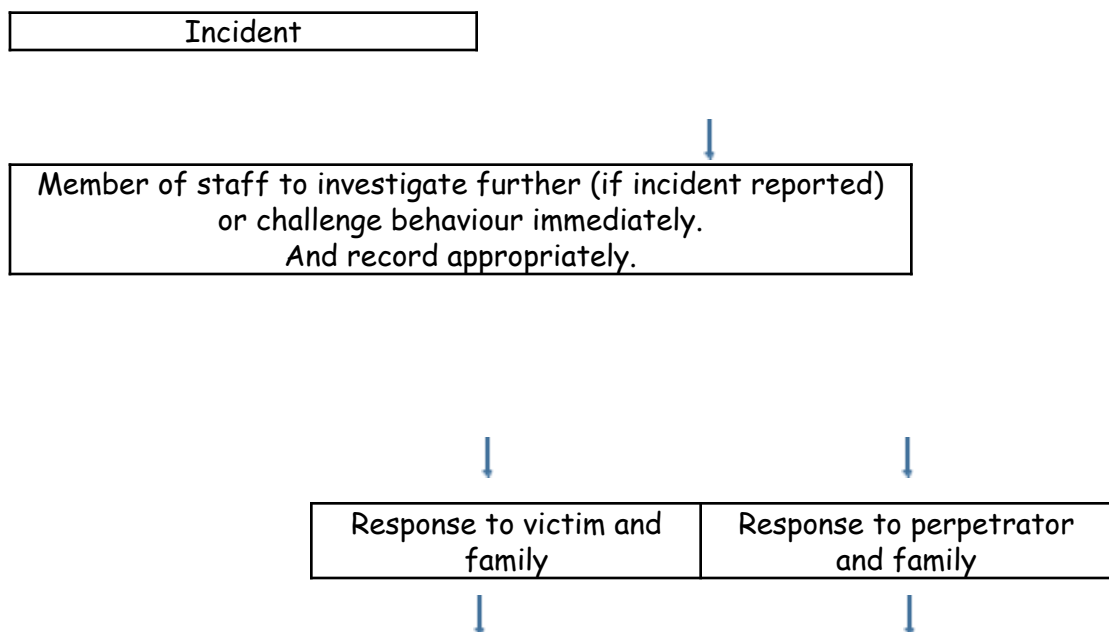 Incident
Member of staff to investigate further (if incident reported)
or challenge behaviour immediately.
And record appropriately.
Response to victim and
family
Response to perpetrator
and family